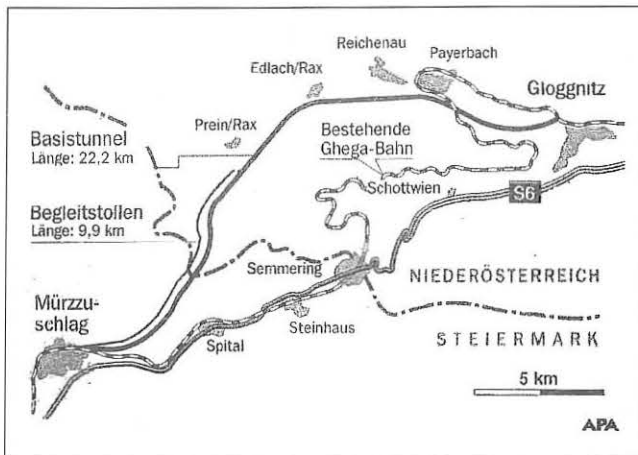 Reichenau
Payerbach
Edlach/Rax
Gloggnitz
Prein/Rax
Basistunnel
Länge: 22,2 km
Bestehende
Ghega-Bahn
Schottwien
S6
Begleitstollen
Länge: 9,9 km
Semmering
NIEDERÖSTERREICH
Mürzzu-
schlag
Steinhaus
STEIERMARK
Spital
5 km
APA